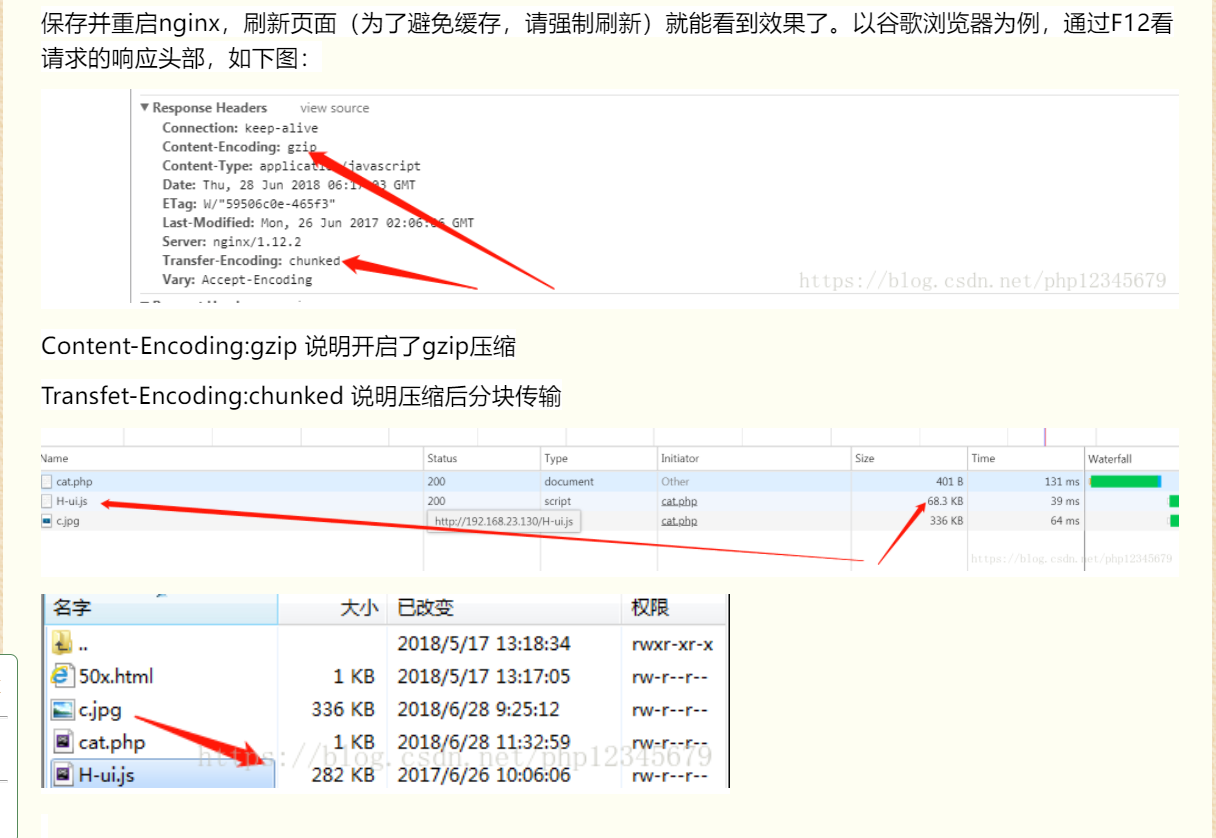 保存并重启nginx，刷新页面（为了避免缓存，请强制刷新）就能看到效果了。以谷歌浏览器为例，通过F12看
请求的响应头部，如下图：
▼ Response Headers view source
Connection: keep-alive
Content-Encoding: gzip
Content-Type: application/javascript
Date: Thu, 28 Jun 2018 06:17:03 GMT
ETag: W/"59506c0e-465f3"
Last-Modified: Mon, 26 Jun 2017 02:06:06 GMT
Server: nginx/1.12.2
Transfer-Encoding: chunked
Vary: Accept-Encoding
https://blog.csdn.net/php12345679
Content-Encoding:gzip 说明开启了gzip压缩
Transfet-Encoding:chunked 说明压缩后分块传输
Name Status Type Initiator Size Time Waterfall
cat.php 200 document Other 401 B 131 ms
H-ui.js 200 script cat.php 68.3 KB 39 ms
c.jpg http://192.168.23.130/H-ui.js cat.php 336 KB 64 ms
https://blog.csdn.net/php12345679
名字 大小 已改变 权限
.. 2018/5/17 13:18:34 rwxr-xr-x
50x.html 1 KB 2018/5/17 13:17:05 rw-r--r--
c.jpg 336 KB 2018/6/28 9:25:12 rw-r--r--
cat.php 1 KB 2018/6/28 11:32:59 rw-r--r--
https://blog.csdn.net/php12345679
H-ui.js 282 KB 2017/6/26 10:06:06 rw-r--r--